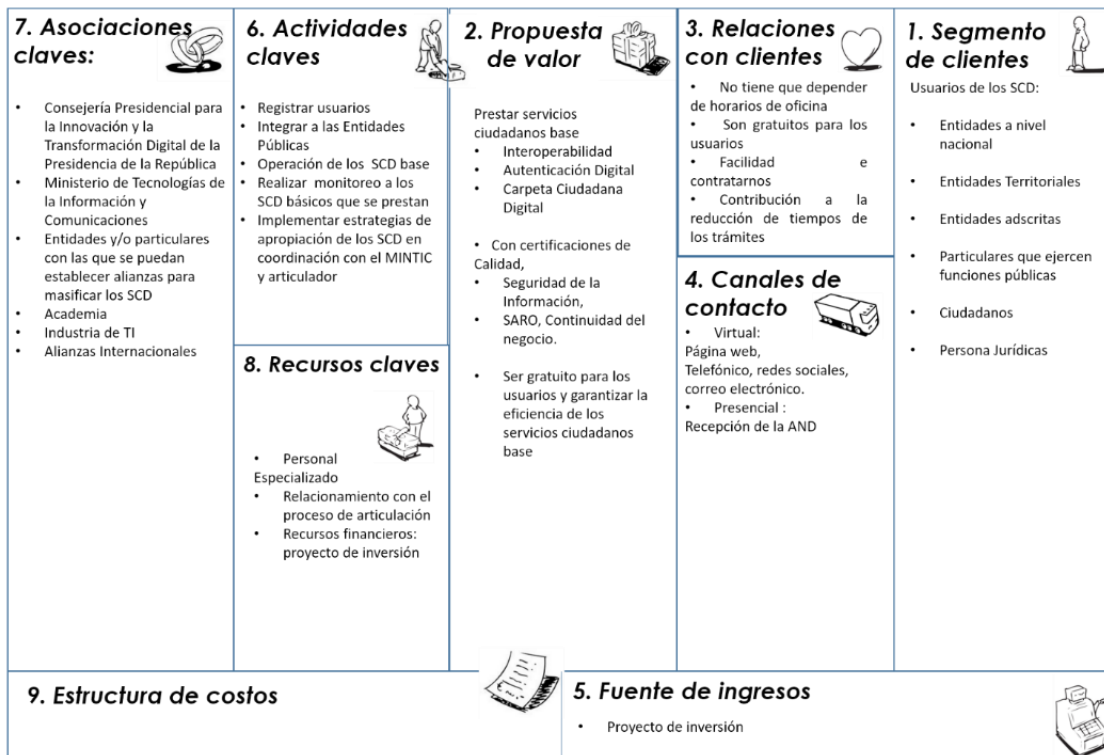 7. Asociaciones
claves:
• Consejería Presidencial para
la Innovación y la
Transformación Digital de la
Presidencia de la República
• Ministerio de Tecnologías de
la Información y
Comunicaciones
• Entidades y/o particulares
con las que se puedan
establecer alianzas para
masificar los SCD
• Academia
• Industria de TI
• Alianzas Internacionales
6. Actividades
claves
• Registrar usuarios
• Integrar a las Entidades
Públicas
• Operación de los SCD base
• Realizar monitoreo a los
SCD básicos que se prestan
• Implementar estrategias de
apropiación de los SCD en
coordinación con el MINTIC
y articulador
8. Recursos claves
• Personal
Especializado
• Relacionamiento con el
proceso de articulación
• Recursos financieros:
proyecto de inversión
2. Propuesta
de valor
Prestar servicios
ciudadanos base
• Interoperabilidad
• Autenticación Digital
• Carpeta Ciudadana
Digital
• Con certificaciones de
Calidad,
• Seguridad de la
Información,
• SARO, Continuidad del
negocio.
• Ser gratuito para los
usuarios y garantizar la
eficiencia de los
servicios ciudadanos
base
3. Relaciones
con clientes
• No tiene que depender
de horarios de oficina
• Son gratuitos para los
usuarios
• Facilidad e
contratarnos
• Contribución a la
reducción de tiempos de
los trámites
4. Canales de
contacto
• Virtual:
Página web,
Telefónico, redes sociales,
correo electrónico.
• Presencial :
Recepción de la AND
1. Segmento
de clientes
Usuarios de los SCD:
• Entidades a nivel
nacional
• Entidades Territoriales
• Entidades adscritas
• Particulares que ejercen
funciones públicas
• Ciudadanos
• Persona Jurídicas
9. Estructura de costos
5. Fuente de ingresos
• Proyecto de inversión